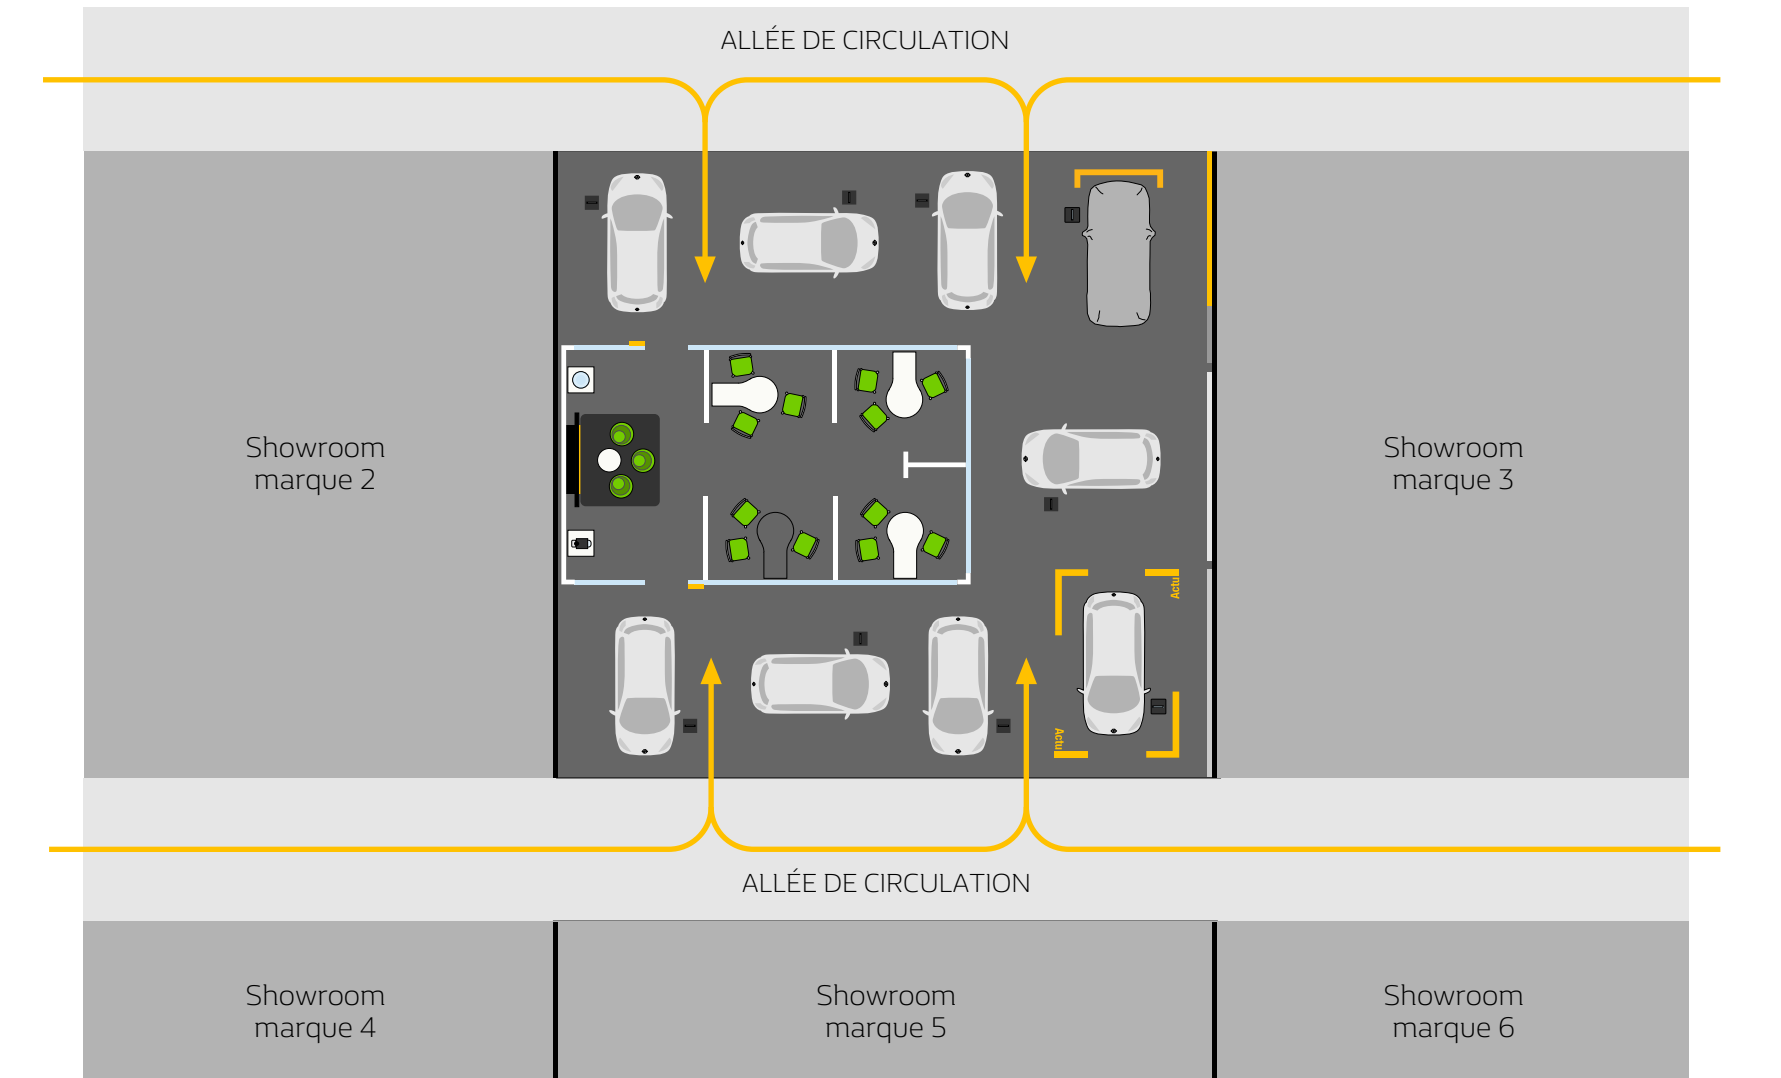 ALLÉE DE CIRCULATION
Showroom
marque 2
Showroom
marque 3
Actu
Actu
ALLÉE DE CIRCULATION
Showroom
marque 4
Showroom
marque 5
Showroom
marque 6